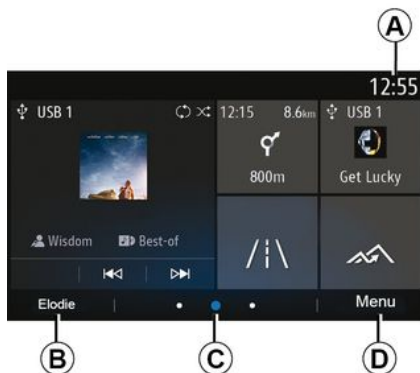 A
12:55
USB 1
12:15 8.6km
USB 1
800m
Get Lucky
Wisdom Best-of
Elodie
Menu
B
C
D